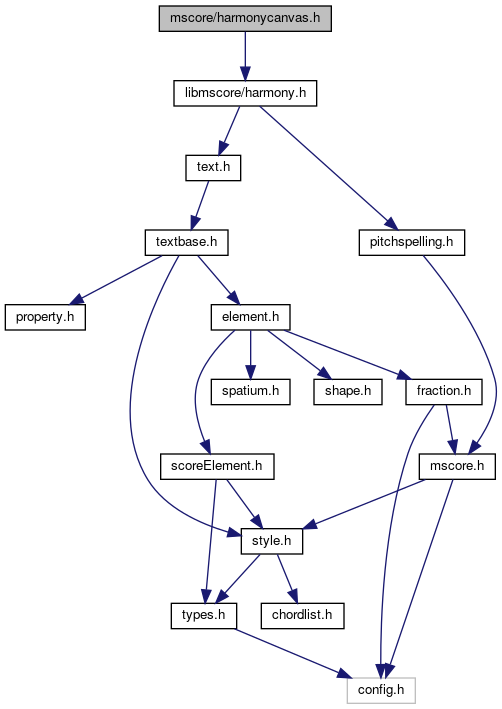 mscore/harmonycanvas.h
libmscore/harmony.h
text.h
textbase.h
pitchspelling.h
property.h
element.h
spatium.h
shape.h
fraction.h
scoreElement.h
mscore.h
style.h
types.h
chordlist.h
config.h